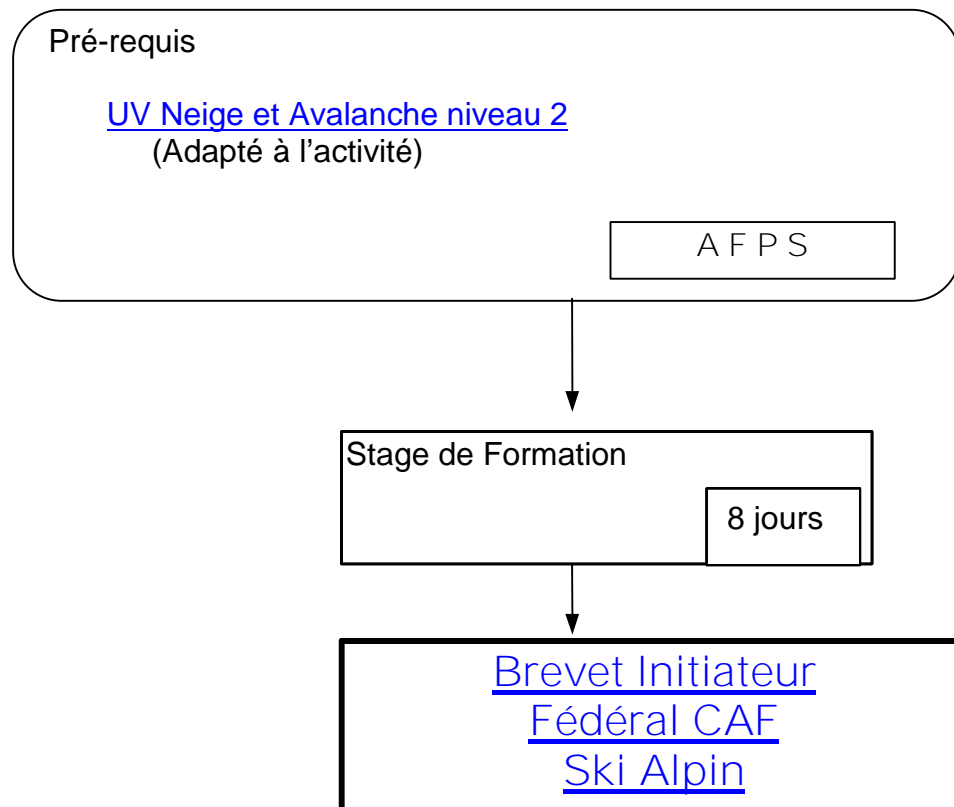 Pré-requis
UV Neige et Avalanche niveau 2
(Adapté à l'activité)
AFPS
Stage de Formation
8 jours
Brevet Initiateur
Fédéral CAF
Ski Alpin